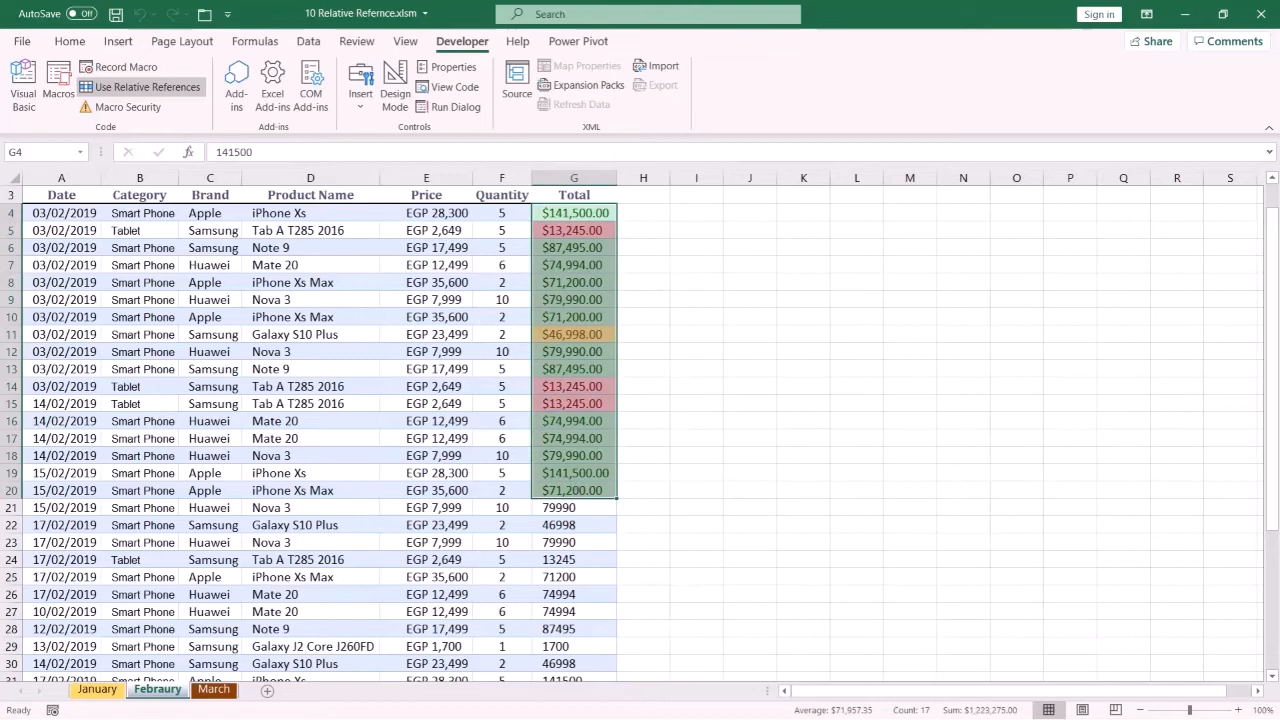 AutoSave Off 10 Relative Refernce.xlsm Search Sign in
File Home Insert Page Layout Formulas Data Review View Developer Help Power Pivot Share Comments
Visual Basic
Macros
Record Macro
Use Relative References
Macro Security
Code
Add-ins
Excel Add-ins
COM Add-ins
Add-ins
Insert
Design Mode
Properties
View Code
Run Dialog
Controls
Source
Map Properties
Expansion Packs
Refresh Data
Import
Export
XML
G4 fx 141500
A B C D E F G H I J K L M N O P Q R S
3 Date Category Brand Product Name Price Quantity Total
4 03/02/2019 Smart Phone Apple iPhone Xs EGP 28,300 5 $141,500.00
5 03/02/2019 Tablet Samsung Tab A T285 2016 EGP 2,649 5 $13,245.00
6 03/02/2019 Smart Phone Samsung Note 9 EGP 17,499 5 $87,495.00
7 03/02/2019 Smart Phone Huawei Mate 20 EGP 12,499 6 $74,994.00
8 03/02/2019 Smart Phone Apple iPhone Xs Max EGP 35,600 2 $71,200.00
9 03/02/2019 Smart Phone Huawei Nova 3 EGP 7,999 10 $79,990.00
10 03/02/2019 Smart Phone Apple iPhone Xs Max EGP 35,600 2 $71,200.00
11 03/02/2019 Smart Phone Samsung Galaxy S10 Plus EGP 23,499 2 $46,998.00
12 03/02/2019 Smart Phone Huawei Nova 3 EGP 7,999 10 $79,990.00
13 03/02/2019 Smart Phone Samsung Note 9 EGP 17,499 5 $87,495.00
14 03/02/2019 Tablet Samsung Tab A T285 2016 EGP 2,649 5 $13,245.00
15 14/02/2019 Tablet Samsung Tab A T285 2016 EGP 2,649 5 $13,245.00
16 14/02/2019 Smart Phone Huawei Mate 20 EGP 12,499 6 $74,994.00
17 14/02/2019 Smart Phone Huawei Mate 20 EGP 12,499 6 $74,994.00
18 14/02/2019 Smart Phone Huawei Nova 3 EGP 7,999 10 $79,990.00
19 15/02/2019 Smart Phone Apple iPhone Xs EGP 28,300 5 $141,500.00
20 15/02/2019 Smart Phone Apple iPhone Xs Max EGP 35,600 2 $71,200.00
21 15/02/2019 Smart Phone Huawei Nova 3 EGP 7,999 10 79990
22 17/02/2019 Smart Phone Samsung Galaxy S10 Plus EGP 23,499 2 46998
23 17/02/2019 Smart Phone Huawei Nova 3 EGP 7,999 10 79990
24 17/02/2019 Tablet Samsung Tab A T285 2016 EGP 2,649 5 13245
25 17/02/2019 Smart Phone Apple iPhone Xs Max EGP 35,600 2 71200
26 17/02/2019 Smart Phone Huawei Mate 20 EGP 12,499 6 74994
27 10/02/2019 Smart Phone Huawei Mate 20 EGP 12,499 6 74994
28 12/02/2019 Smart Phone Samsung Note 9 EGP 17,499 5 87495
29 13/02/2019 Smart Phone Samsung Galaxy J2 Core J260FD EGP 1,700 1 1700
30 14/02/2019 Smart Phone Samsung Galaxy S10 Plus EGP 23,499 2 46998
January Febraury March
Ready Average: $71,957.35 Count: 17 Sum: $1,223,275.00 100%